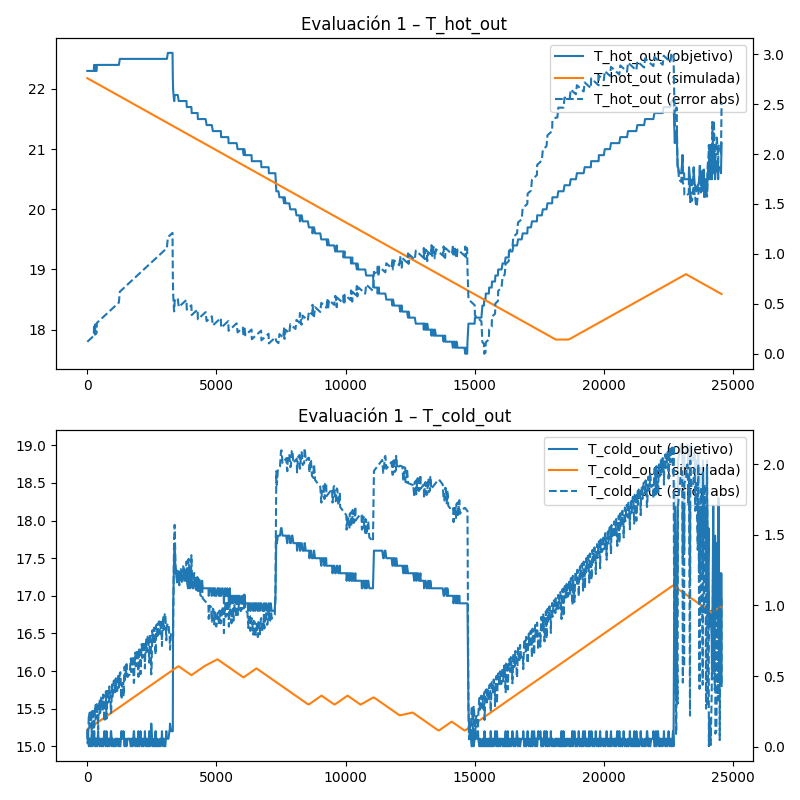 Evaluación 1 – T_hot_out
T_hot_out (objetivo)
T_hot_out (simulada)
T_hot_out (error abs)
22
21
20
19
18
3.0
2.5
2.0
1.5
1.0
0.5
0.0
0 5000 10000 15000 20000 25000
Evaluación 1 – T_cold_out
T_cold_out (objetivo)
T_cold_out (simulada)
T_cold_out (error abs)
19.0
18.5
18.0
17.5
17.0
16.5
16.0
15.5
15.0
2.0
1.5
1.0
0.5
0.0
0 5000 10000 15000 20000 25000